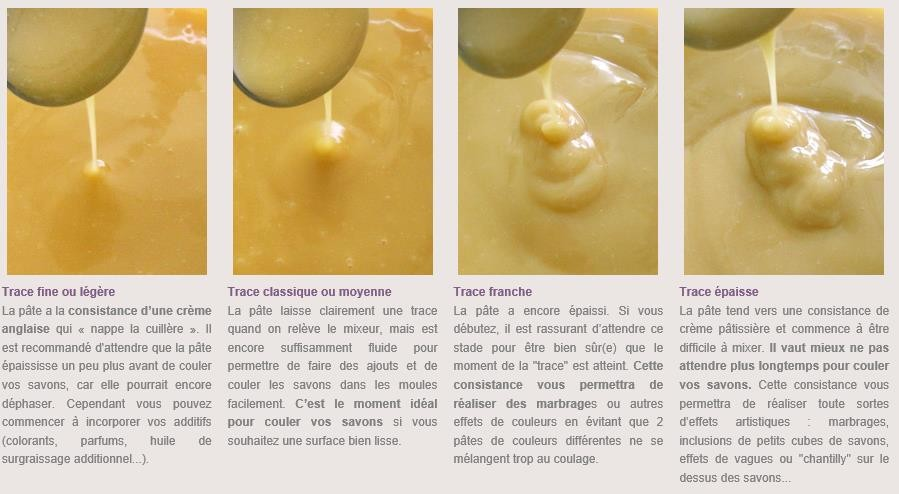 Trace fine ou légère
La pâte a la consistance d'une crème
anglaise qui « nappe la cuillère ». Il
est recommandé d'attendre que la pâte
épaississe un peu plus avant de couler
vos savons, car elle pourrait encore
déphaser. Cependant vous pouvez
commencer à incorporer vos additifs
(colorants, parfums, huile de
surgraissage additionnel...).
Trace classique ou moyenne
La pâte laisse clairement une trace
quand on relève le mixeur, mais est
encore suffisamment fluide pour
permettre de faire des ajouts et de
couler les savons dans les moules
facilement. C'est le moment idéal
pour couler vos savons si vous
souhaitez une surface bien lisse.
Trace franche
La pâte a encore épaissi. Si vous
débutez, il est rassurant d'attendre ce
stade pour être bien sûr(e) que le
moment de la "trace" est atteint. Cette
consistance vous permettra de
réaliser des marbrages ou autres
effets de couleurs en évitant que 2
pâtes de couleurs différentes ne se
mélangent trop au coulage.
Trace épaisse
La pâte tend vers une consistance de
crème pâtissière et commence à être
difficile à mixer. Il vaut mieux ne pas
attendre plus longtemps pour couler
vos savons. Cette consistance vous
permettra de réaliser toute sortes
d'effets artistiques : marbrages,
inclusions de petits cubes de savons,
effets de vagues ou "chantilly" sur le
dessus des savons...